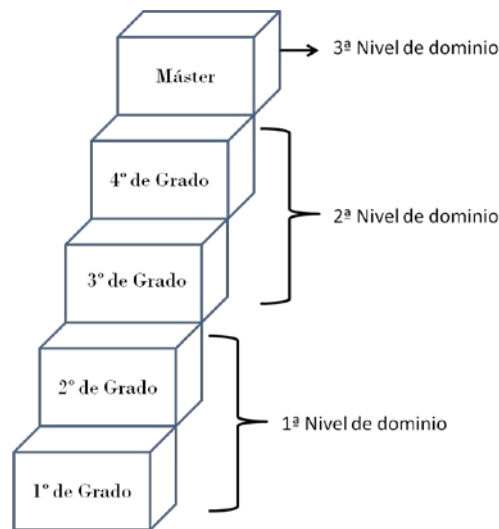 Máster
3ª Nivel de dominio
4º de Grado
2ª Nivel de dominio
3º de Grado
2º de Grado
1ª Nivel de dominio
1º de Grado